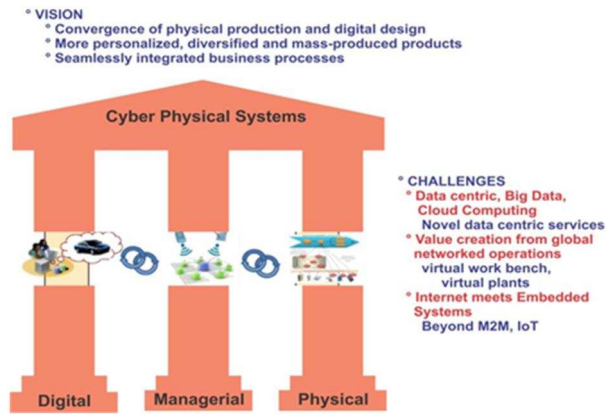 ° VISION
° Convergence of physical production and digital design
° More personalized, diversified and mass-produced products
° Seamlessly integrated business processes
Cyber Physical Systems
° CHALLENGES
° Data centric, Big Data,
Cloud Computing
Novel data centric services
° Value creation from global
networked operations
virtual work bench,
virtual plants
° Internet meets Embedded
Systems
Beyond M2M, IoT
Digital
Managerial
Physical